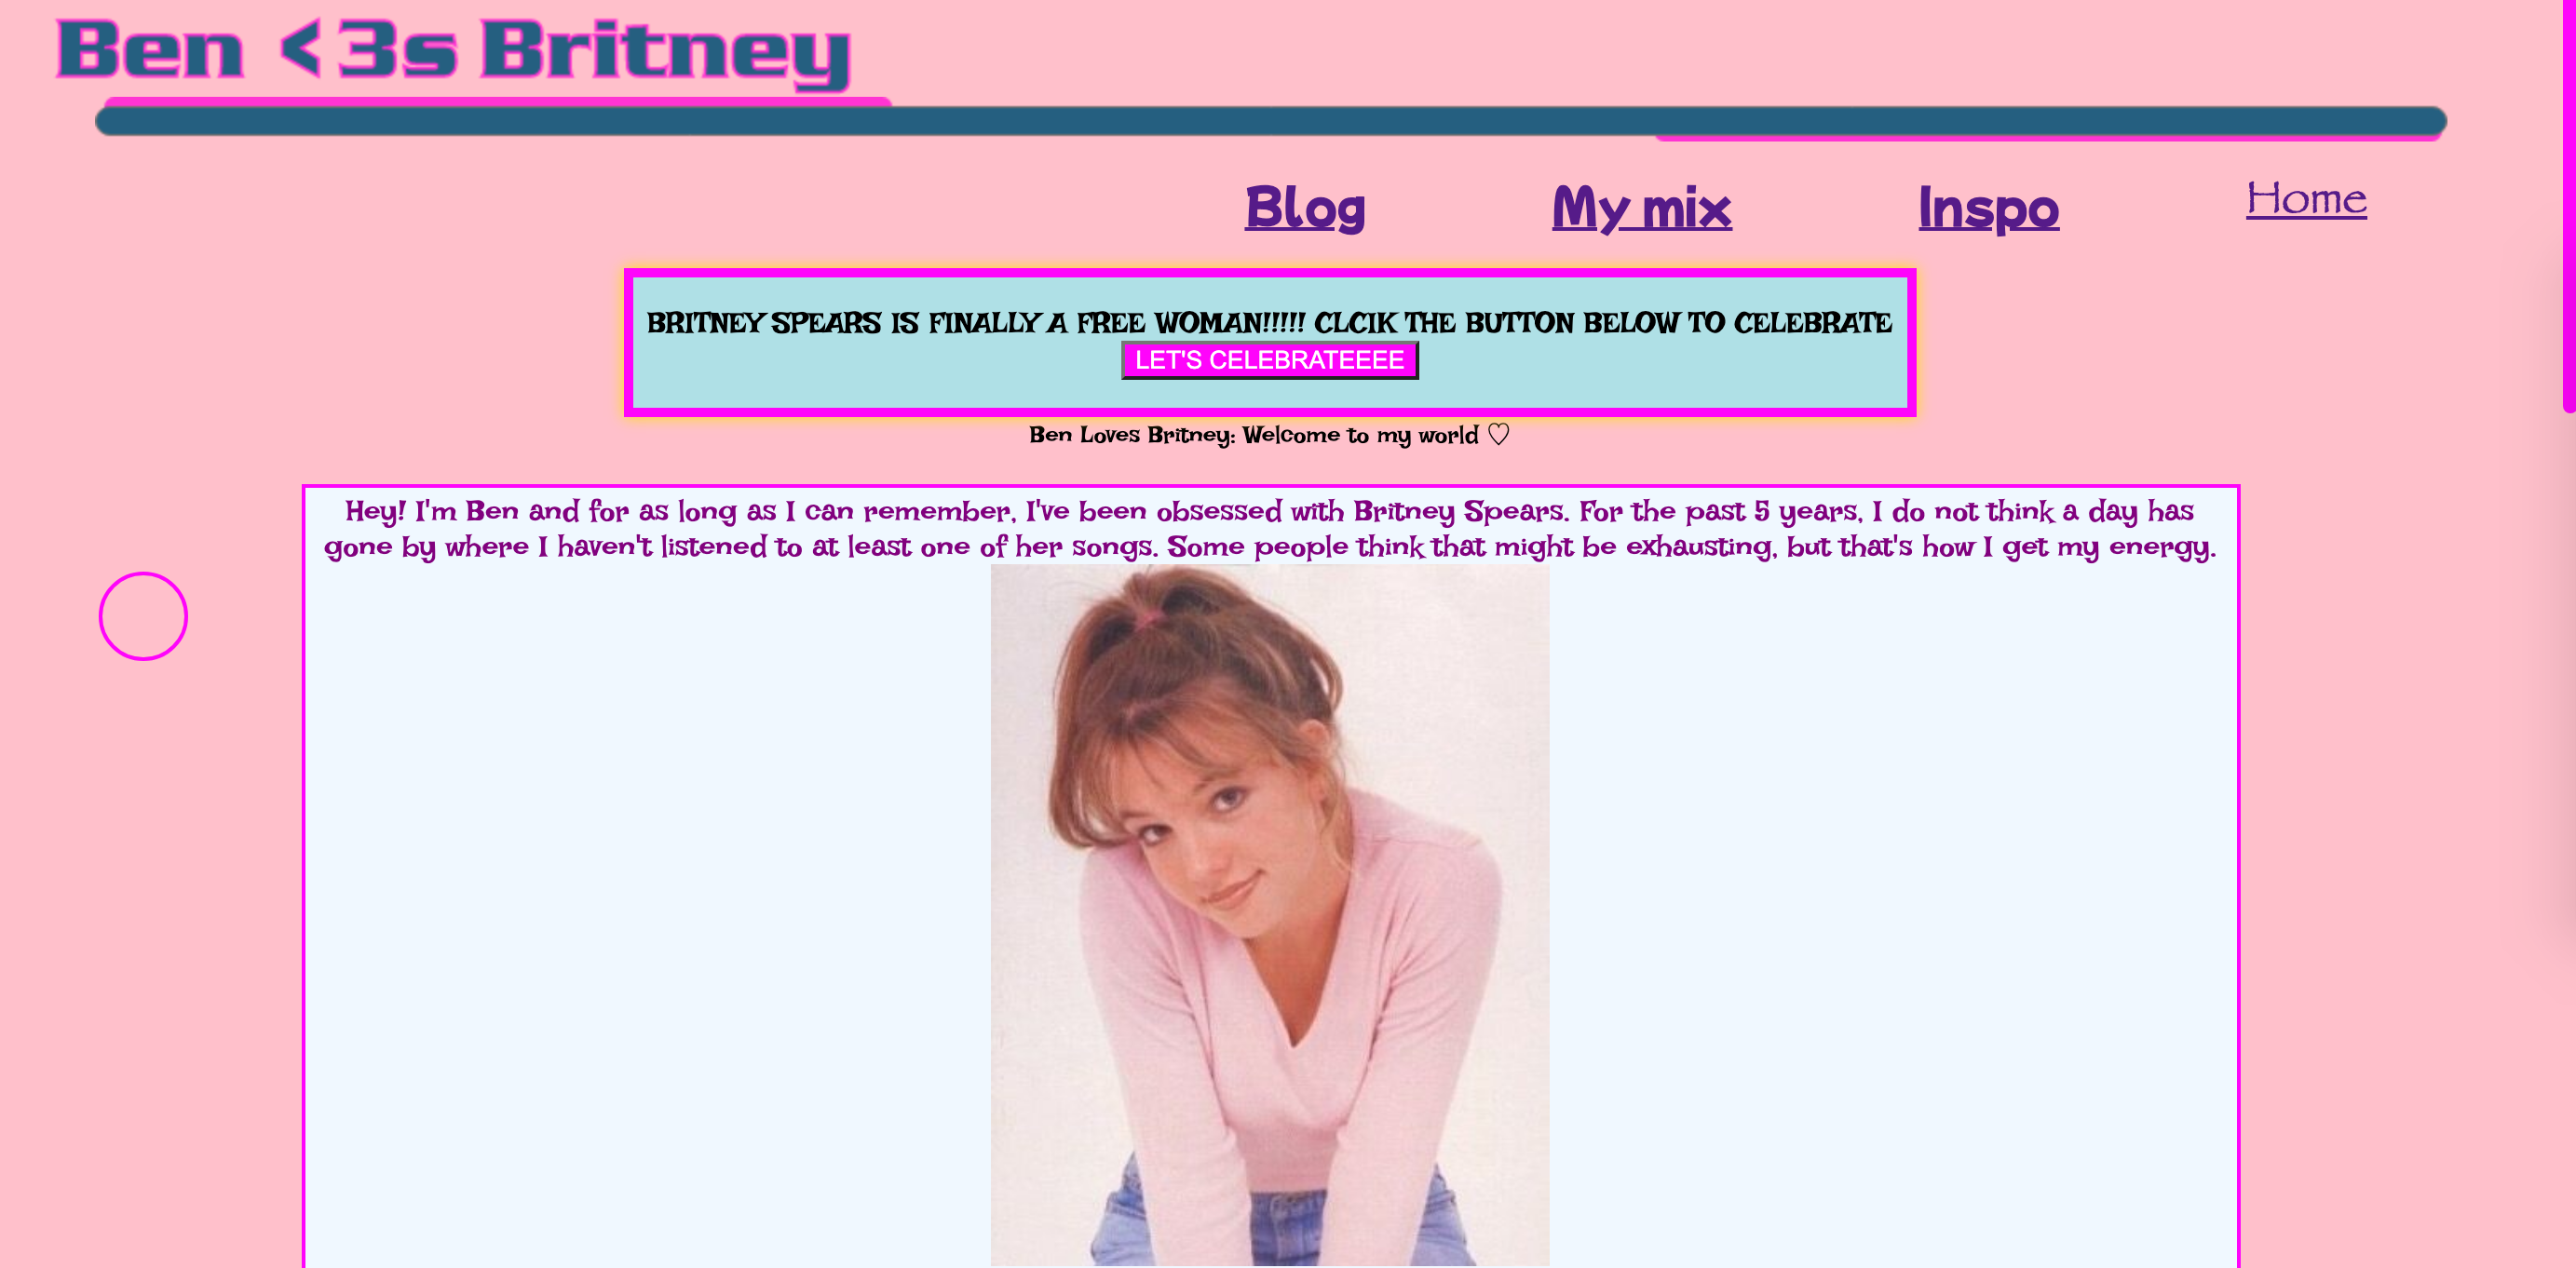 Ben <3s Britney
Blog My mix Inspo Home
BRITNEY SPEARS IS FINALLY A FREE WOMAN!!!!! CLCIK THE BUTTON BELOW TO CELEBRATE
LET'S CELEBRATEEEE
Ben Loves Britney: Welcome to my world ♡
Hey! I'm Ben and for as long as I can remember, I've been obsessed with Britney Spears. For the past 5 years, I do not think a day has
gone by where I haven't listened to at least one of her songs. Some people think that might be exhausting, but that's how I get my energy.